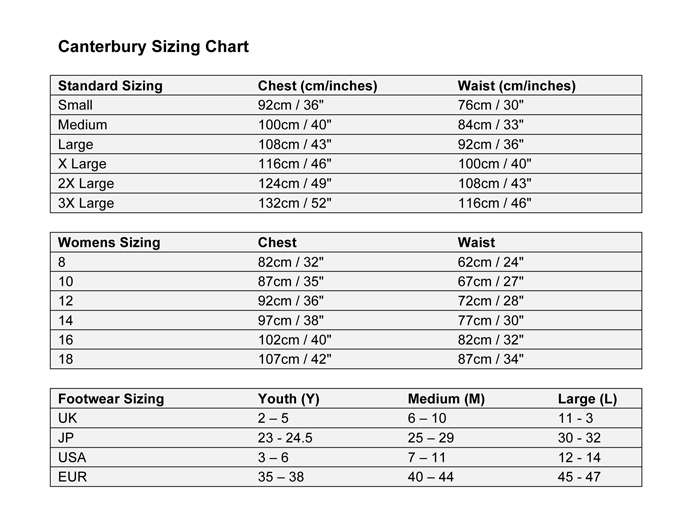 Canterbury Sizing Chart
Standard Sizing Chest (cm/inches) Waist (cm/inches)
Small 92cm / 36" 76cm / 30"
Medium 100cm / 40" 84cm / 33"
Large 108cm / 43" 92cm / 36"
X Large 116cm / 46" 100cm / 40"
2X Large 124cm / 49" 108cm / 43"
3X Large 132cm / 52" 116cm / 46"
Womens Sizing Chest Waist
8 82cm / 32" 62cm / 24"
10 87cm / 35" 67cm / 27"
12 92cm / 36" 72cm / 28"
14 97cm / 38" 77cm / 30"
16 102cm / 40" 82cm / 32"
18 107cm / 42" 87cm / 34"
Footwear Sizing Youth (Y) Medium (M) Large (L)
UK 2 – 5 6 – 10 11 - 3
JP 23 - 24.5 25 – 29 30 - 32
USA 3 – 6 7 – 11 12 - 14
EUR 35 – 38 40 – 44 45 - 47